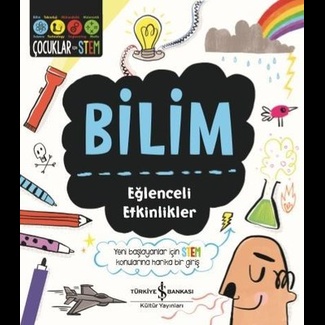 ÇOCUKLAR İÇİN STEM
BİLİM
Eğlenceli
Etkinlikler
Yeni başlayanlar için STEM
konularına harika bir giriş
TÜRKİYE İŞ BANKASI
Kültür Yayınları